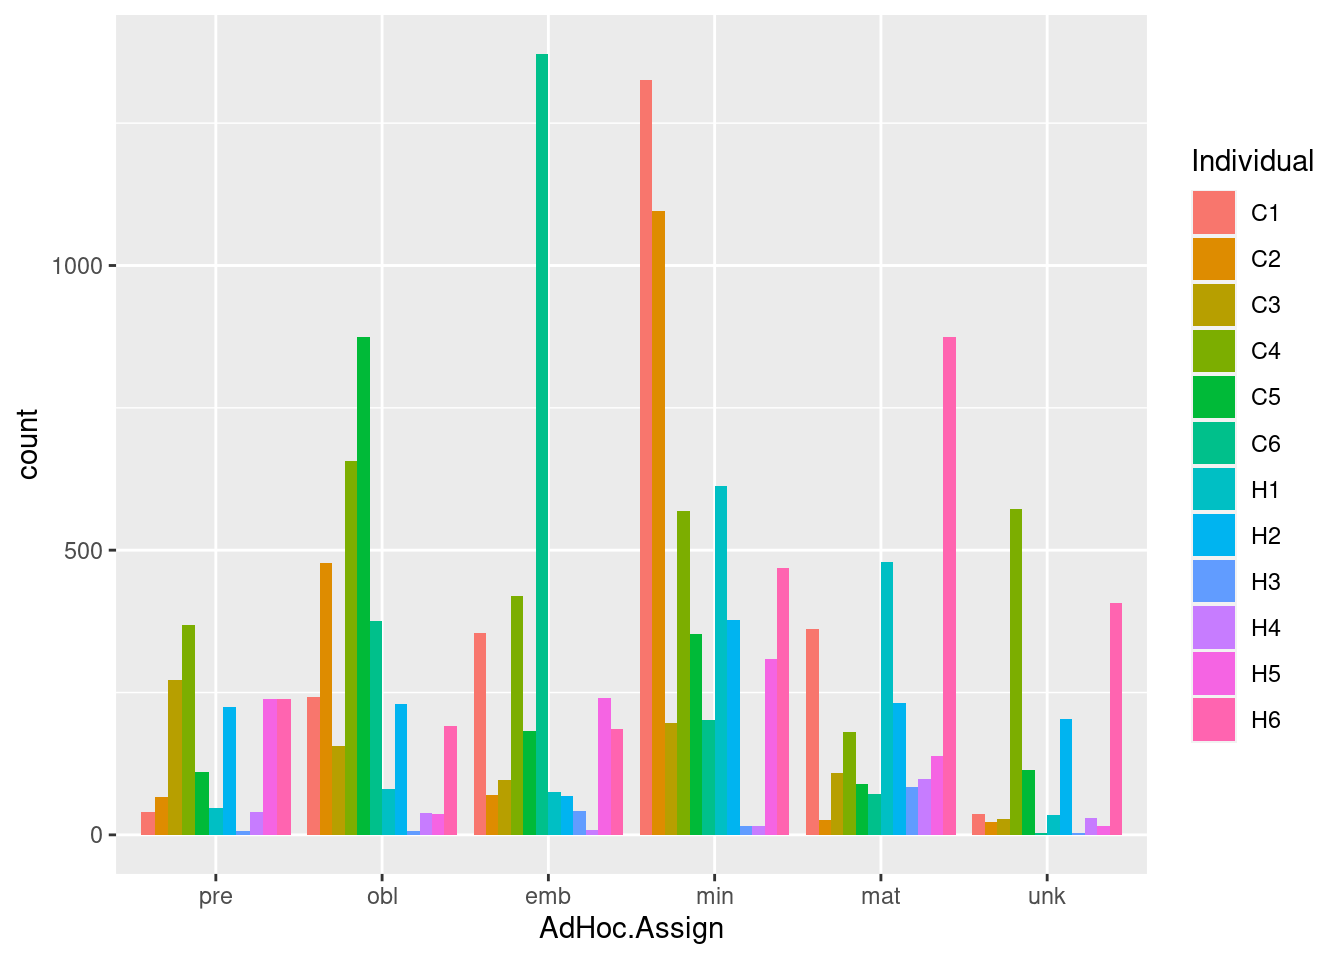 count
1000
500
0
pre obl emb min mat unk
AdHoc.Assign
Individual
C1
C2
C3
C4
C5
C6
H1
H2
H3
H4
H5
H6